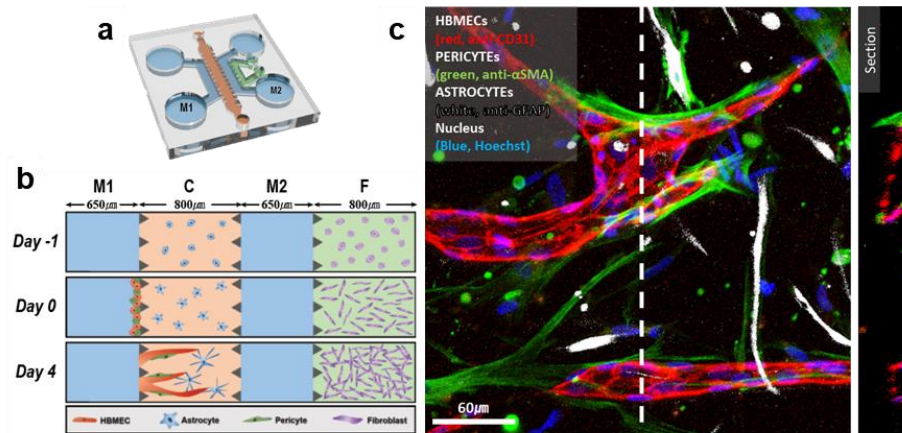 a
M1
M2
b
M1 C M2 F
650㎛ 800㎛ 650㎛ 800㎛
Day -1
Day 0
Day 4
HBMEC Astrocyte Pericyte Fibroblast
c
HBMECs
(red, anti-CD31)
PERICYTEs
(green, anti-αSMA)
ASTROCYTEs
(white, anti-GFAP)
Nucleus
(Blue, Hoechst)
60㎛
Section